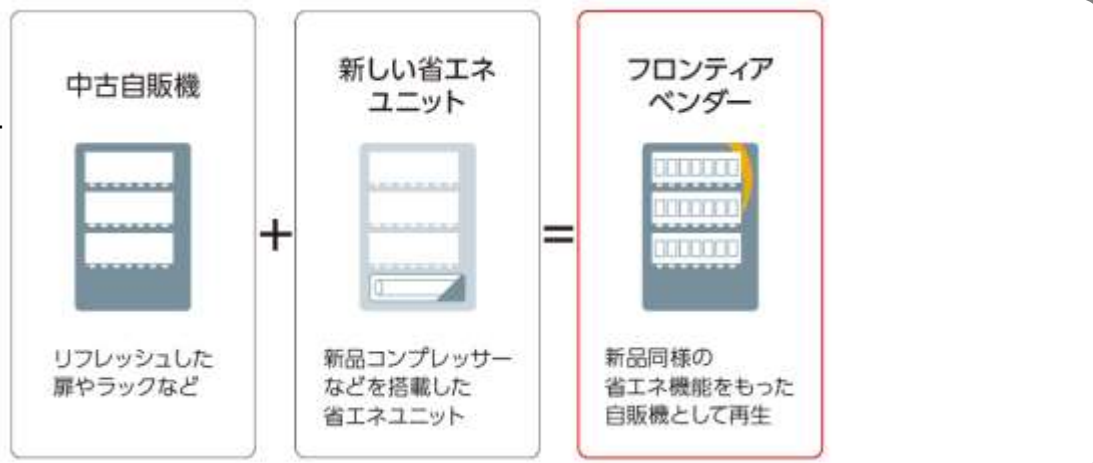 中古自販機
リフレッシュした
扉やラックなど
+
新しい省エネ
ユニット
新品コンプレッサー
などを搭載した
省エネユニット
=
フロンティア
ベンダー
新品同様の
省エネ機能をもった
自販機として再生